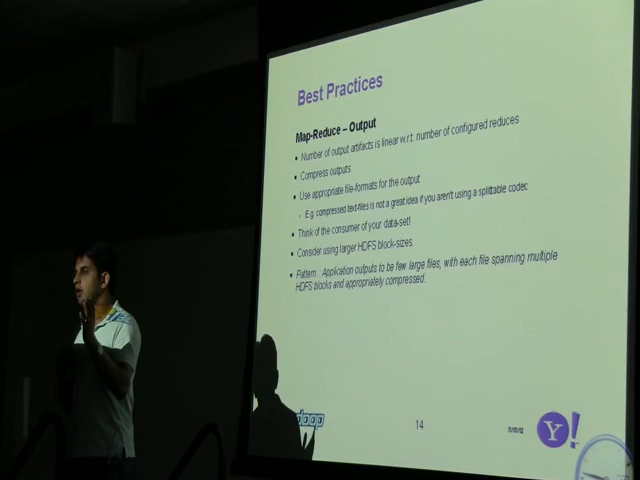 Best Practices
Map-Reduce – Output
Number of output artifacts is linear w.r.t. number of configured reduces
Compress outputs
Use appropriate file-formats for the output
E.g. compressed text-files is not a great idea if you aren't using a splittable codec
Think of the consumer of your data-set!
Consider using larger HDFS block-sizes.
Pattern : Application outputs to be few large files, with each file spanning multiple
HDFS blocks and appropriately compressed.
14
Y!